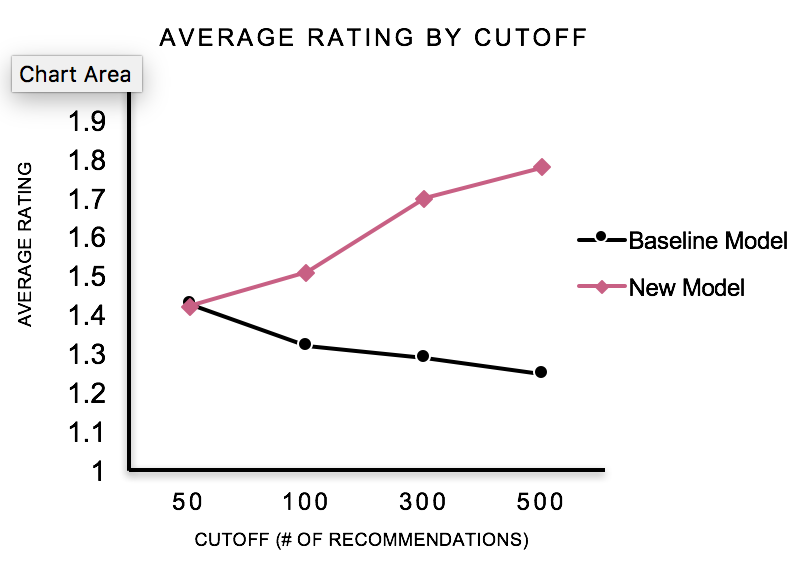 AVERAGE RATING BY CUTOFF
Chart Area
1.9
1.8
1.7
1.6
1.5
1.4
1.3
1.2
1.1
1
AVERAGE RATING
50 100 300 500
CUTOFF (# OF RECOMMENDATIONS)
Baseline Model
New Model